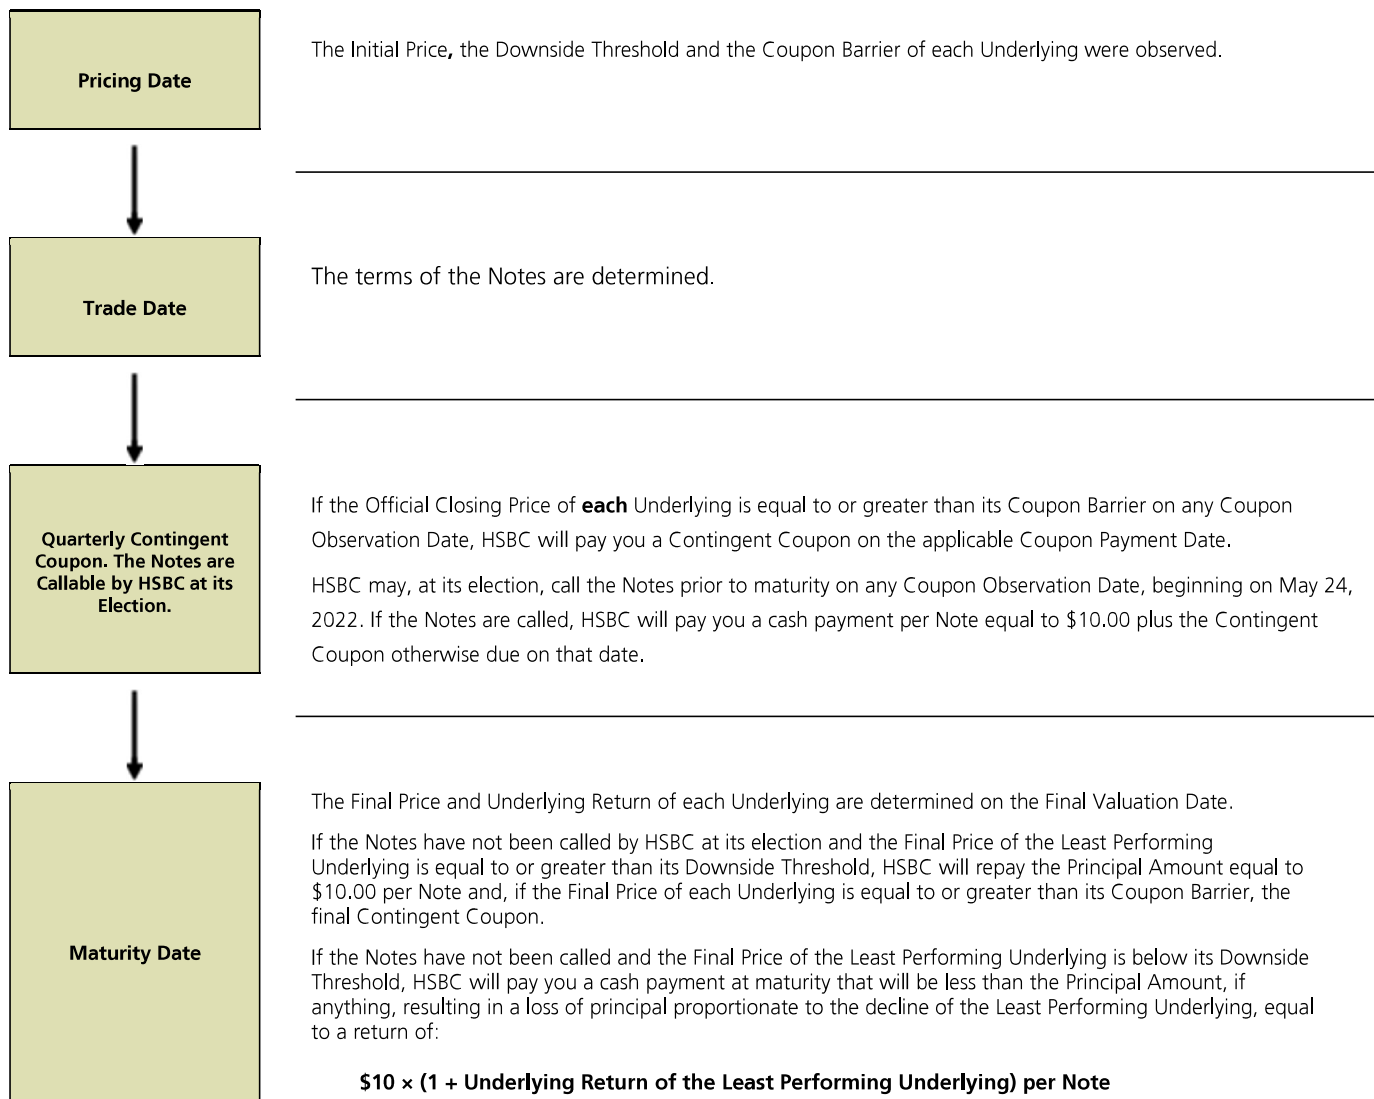 Pricing Date
The Initial Price, the Downside Threshold and the Coupon Barrier of each Underlying were observed.
Trade Date
The terms of the Notes are determined.
Quarterly Contingent
Coupon. The Notes are
Callable by HSBC at its
Election.
If the Official Closing Price of each Underlying is equal to or greater than its Coupon Barrier on any Coupon
Observation Date, HSBC will pay you a Contingent Coupon on the applicable Coupon Payment Date.
HSBC may, at its election, call the Notes prior to maturity on any Coupon Observation Date, beginning on May 24,
2022. If the Notes are called, HSBC will pay you a cash payment per Note equal to $10.00 plus the Contingent
Coupon otherwise due on that date.
Maturity Date
The Final Price and Underlying Return of each Underlying are determined on the Final Valuation Date.
If the Notes have not been called by HSBC at its election and the Final Price of the Least Performing
Underlying is equal to or greater than its Downside Threshold, HSBC will repay the Principal Amount equal to
$10.00 per Note and, if the Final Price of each Underlying is equal to or greater than its Coupon Barrier, the
final Contingent Coupon.
If the Notes have not been called and the Final Price of the Least Performing Underlying is below its Downside
Threshold, HSBC will pay you a cash payment at maturity that will be less than the Principal Amount, if
anything, resulting in a loss of principal proportionate to the decline of the Least Performing Underlying, equal
to a return of:
$10 × (1 + Underlying Return of the Least Performing Underlying) per Note